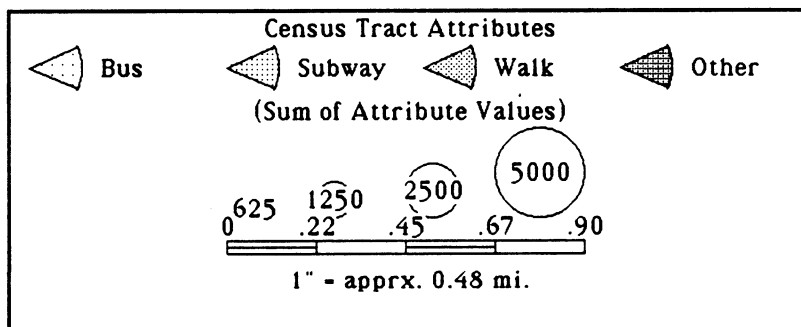 Census Tract Attributes
Bus Subway Walk Other
(Sum of Attribute Values)
625 1250 2500 5000
0 .22 .45 .67 .90
1" - apprx. 0.48 mi.